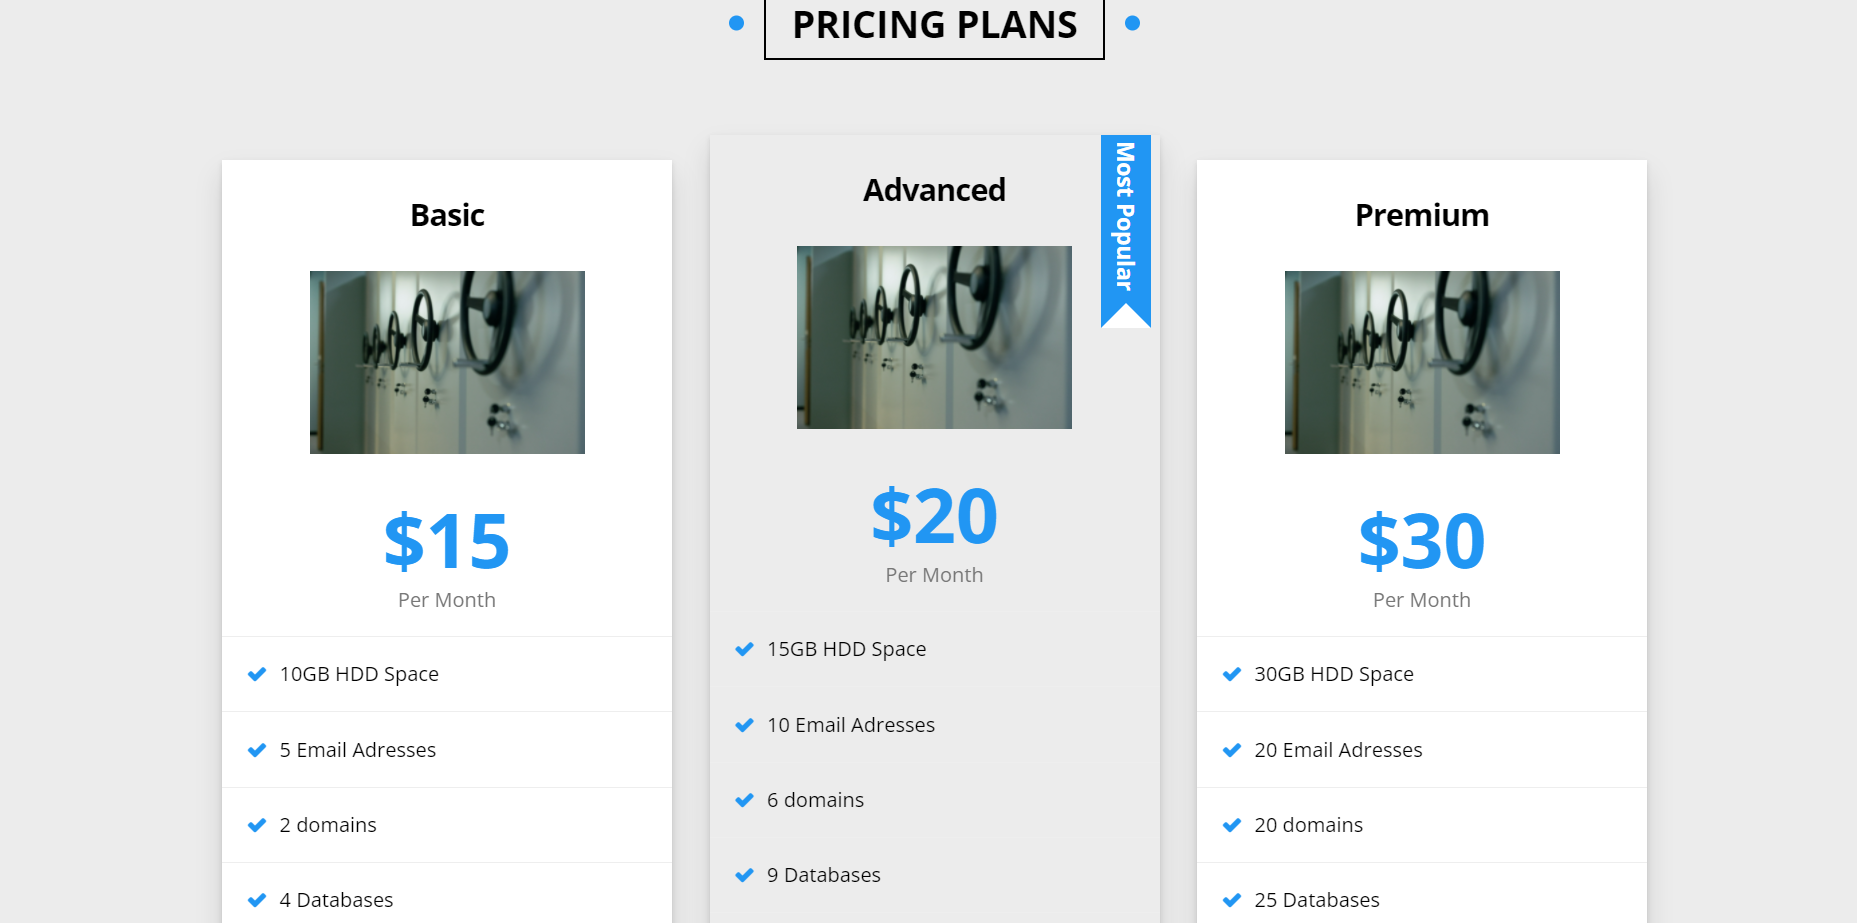 PRICING PLANS
Basic
$15
Per Month
10GB HDD Space
5 Email Adresses
2 domains
4 Databases
Advanced
Most Popular
$20
Per Month
15GB HDD Space
10 Email Adresses
6 domains
9 Databases
Premium
$30
Per Month
30GB HDD Space
20 Email Adresses
20 domains
25 Databases